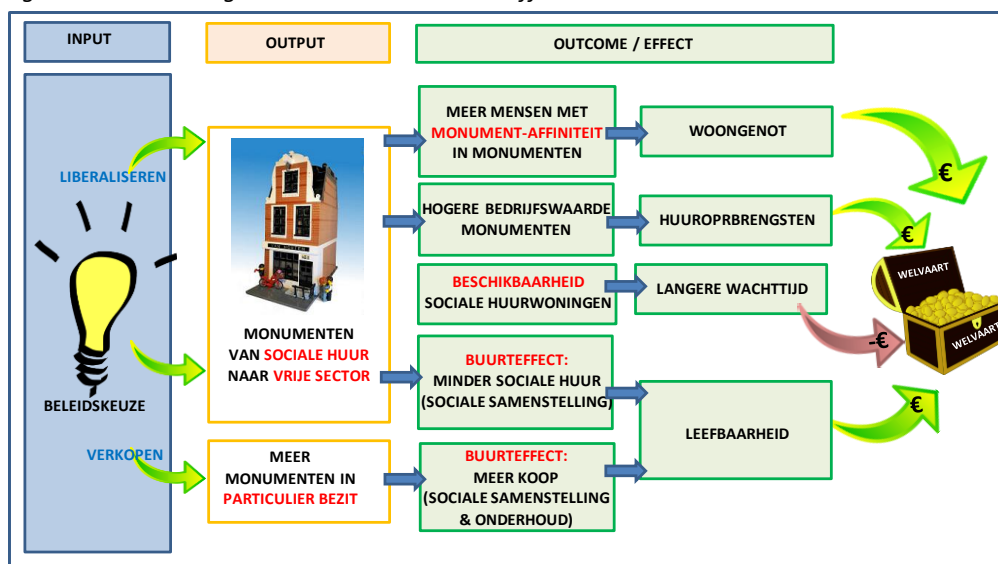 INPUT
OUTPUT
OUTCOME / EFFECT
LIBERALISEREN
BELEIDSKEUZE
VERKOPEN
MONUMENTEN
VAN SOCIALE HUUR
NAAR VRIJE SECTOR
MEER
MONUMENTEN IN
PARTICULIER BEZIT
MEER MENSEN MET
MONUMENT-AFFINITEIT
IN MONUMENTEN
HOGERE BEDRIJFSWAARDE
MONUMENTEN
BESCHIKBAARHEID
SOCIALE HUURWONINGEN
BUURTEFFECT:
MINDER SOCIALE HUUR
(SOCIALE SAMENSTELLING)
BUURTEFFECT:
MEER KOOP
(SOCIALE SAMENSTELLING
& ONDERHOUD)
WOONGENOT
HUUROPRBRENGSTEN
LANGERE WACHTTIJD
LEEFBAARHEID
€
€
-€
€
WELVAART
WELVAART